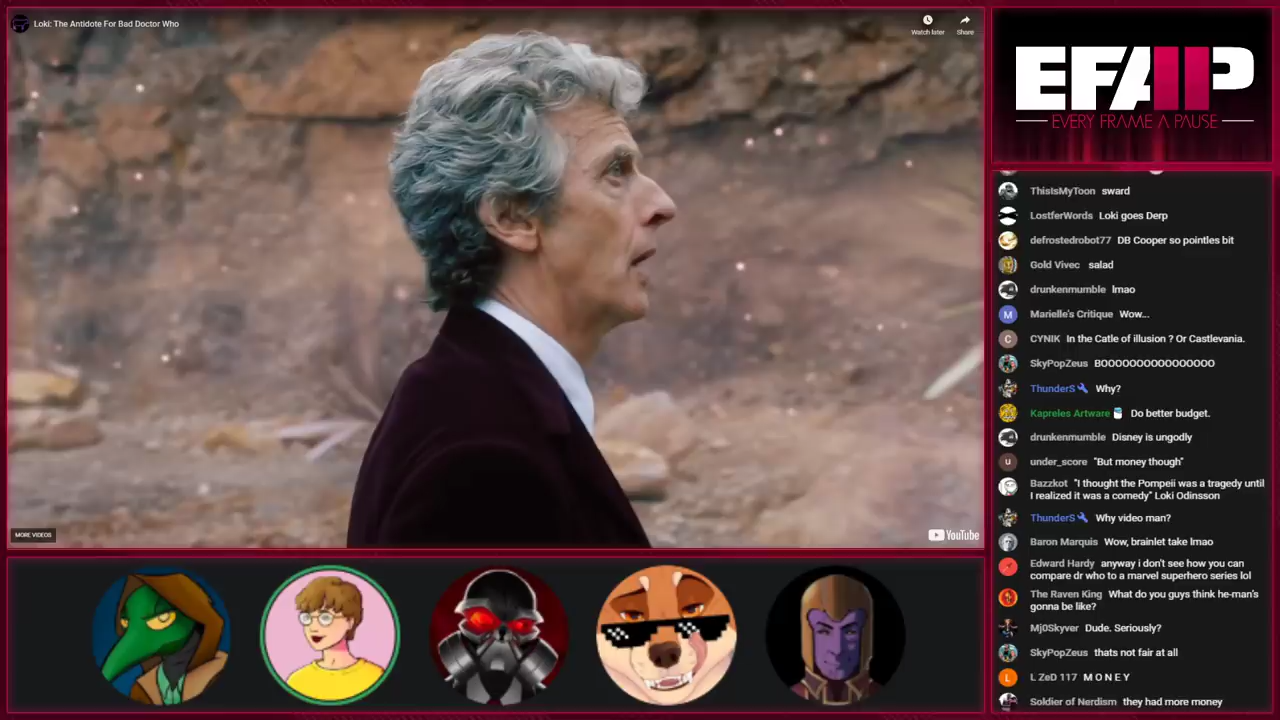 Loki: The Antidote For Bad Doctor Who
Watch later
Share
MORE VIDEOS
YouTube
EFAP
EVERY FRAME A PAUSE
ThisIsMyToon sward
LostferWords Loki goes Derp
defrostedrobot77 DB Cooper so pointles bit
Gold Vivec salad
drunkenmumble lmao
M Marielle's Critique Wow...
C CYNIK In the Catle of illusion ? Or Castlevania.
SkyPopZeus BOOOOOOOOOOOOOOO
ThunderS Why?
Kapreles Artware Do better budget.
drunkenmumble Disney is ungodly
u under_score "But money though"
Bazzkot "I thought the Pompeii was a tragedy until
I realized it was a comedy" Loki Odinsson
ThunderS Why video man?
Baron Marquis Wow, brainlet take lmao
Edward Hardy anyway i don't see how you can
compare dr who to a marvel superhero series lol
The Raven King What do you guys think he-man's
gonna be like?
Mj0Skyver Dude. Seriously?
SkyPopZeus thats not fair at all
L L ZeD 117 M O N E Y
Soldier of Nerdism they had more money